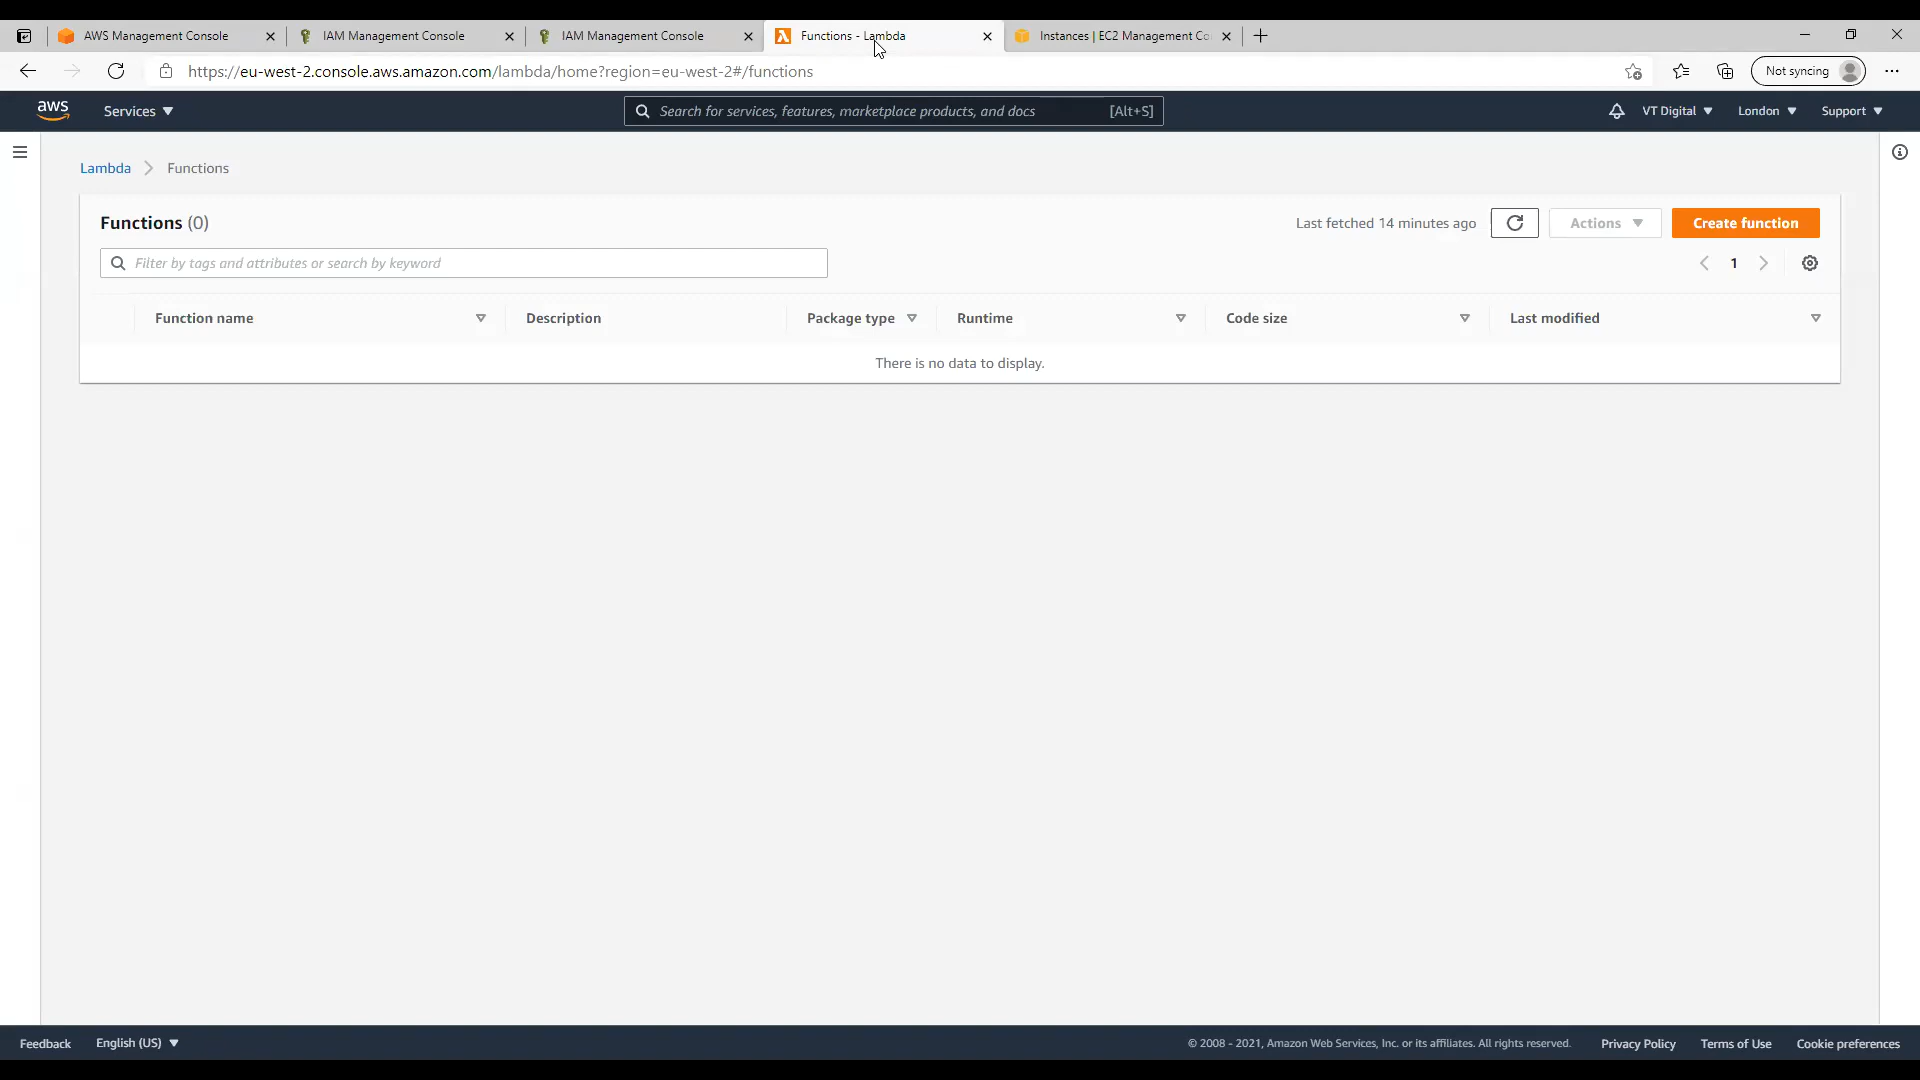 AWS Management Console
IAM Management Console
IAM Management Console
Functions - Lambda
Instances | EC2 Management Co
https://eu-west-2.console.aws.amazon.com/lambda/home?region=eu-west-2#/functions
Not syncing
aws
Services
Search for services, features, marketplace products, and docs
[Alt+S]
VT Digital
London
Support
Lambda
Functions
Functions (0)
Last fetched 14 minutes ago
Actions
Create function
Filter by tags and attributes or search by keyword
1
Function name
Description
Package type
Runtime
Code size
Last modified
There is no data to display.
Feedback
English (US)
© 2008 - 2021, Amazon Web Services, Inc. or its affiliates. All rights reserved.
Privacy Policy
Terms of Use
Cookie preferences